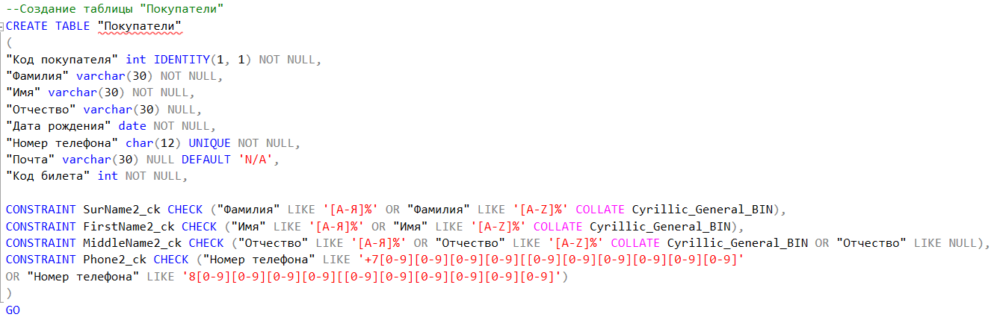 --Создание таблицы "Покупатели"
CREATE TABLE "Покупатели"
(
"Код покупателя" int IDENTITY(1, 1) NOT NULL,
"Фамилия" varchar(30) NOT NULL,
"Имя" varchar(30) NOT NULL,
"Отчество" varchar(30) NULL,
"Дата рождения" date NOT NULL,
"Номер телефона" char(12) UNIQUE NOT NULL,
"Почта" varchar(30) NULL DEFAULT 'N/A',
"Код билета" int NOT NULL,
CONSTRAINT SurName2_ck CHECK ("Фамилия" LIKE '[А-Я]%' OR "Фамилия" LIKE '[A-Z]%' COLLATE Cyrillic_General_BIN),
CONSTRAINT FirstName2_ck CHECK ("Имя" LIKE '[А-Я]%' OR "Имя" LIKE '[A-Z]%' COLLATE Cyrillic_General_BIN),
CONSTRAINT MiddleName2_ck CHECK ("Отчество" LIKE '[А-Я]%' OR "Отчество" LIKE '[A-Z]%' COLLATE Cyrillic_General_BIN OR "Отчество" LIKE NULL),
CONSTRAINT Phone2_ck CHECK ("Номер телефона" LIKE '+7[0-9][0-9][0-9][0-9][[0-9][0-9][0-9][0-9][0-9][0-9]'
OR "Номер телефона" LIKE '8[0-9][0-9][0-9][0-9][[0-9][0-9][0-9][0-9][0-9][0-9]')
)
GO